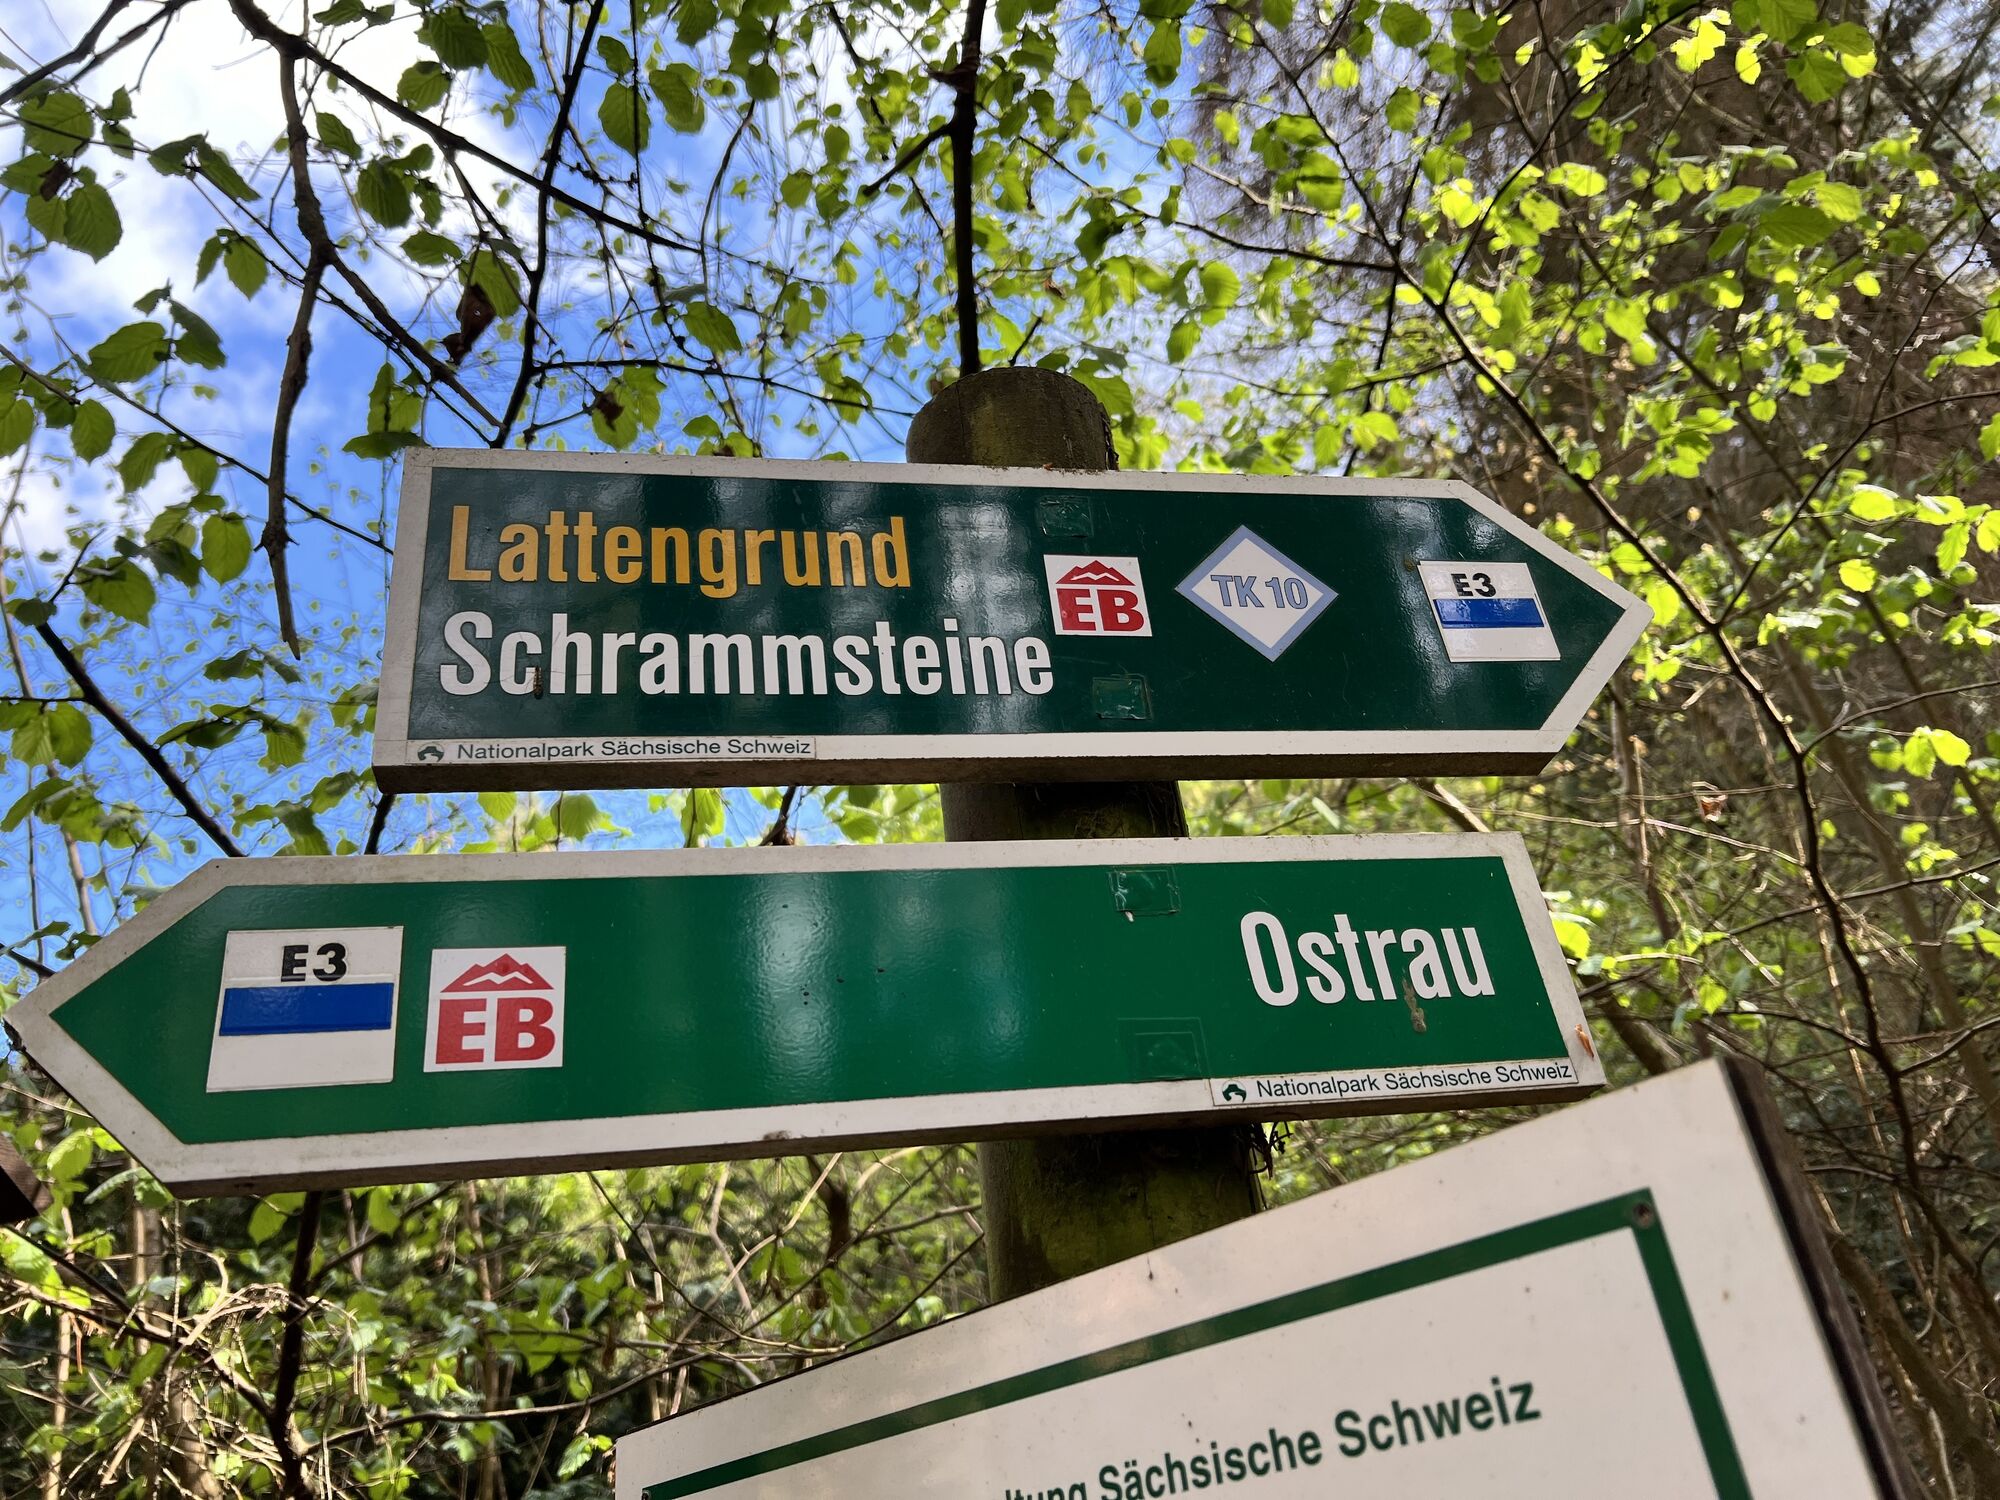 Lattengrund
Schrammsteine
EB
TK 10
E3
Nationalpark Sächsische Schweiz
E3
EB
Ostrau
Nationalpark Sächsische Schweiz
Sächsische Schweiz